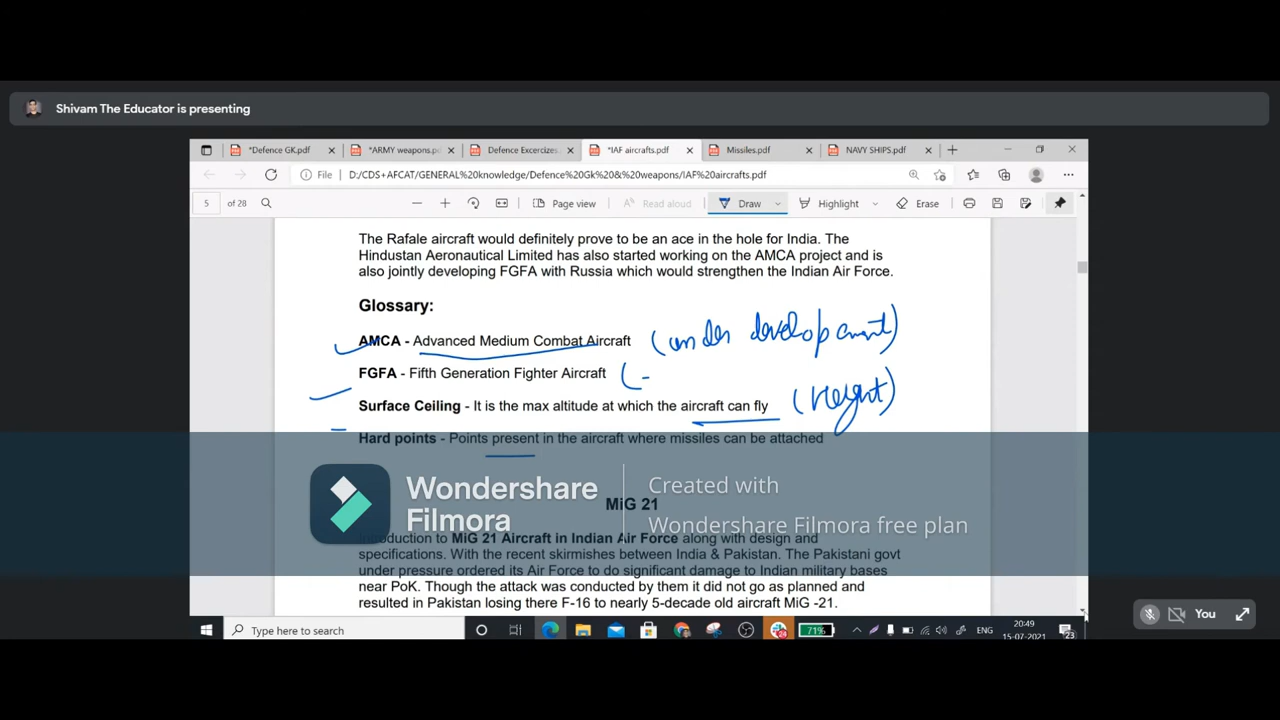 Shivam The Educator is presenting
*Defence GK.pdf
*ARMY weapons.pd
Defence Excercizes
*IAF aircrafts.pdf
Missiles.pdf
NAVY SHIPS.pdf
File D:/CDS+AFCAT/GENERAL%20knowledge/Defence%20Gk%20&%20weapons/IAF%20aircrafts.pdf
5 of 28 Page view Read aloud Draw Highlight Erase
The Rafale aircraft would definitely prove to be an ace in the hole for India. The
Hindustan Aeronautical Limited has also started working on the AMCA project and is
also jointly developing FGFA with Russia which would strengthen the Indian Air Force.
Glossary:
AMCA - Advanced Medium Combat Aircraft (under development)
FGFA - Fifth Generation Fighter Aircraft
Surface Ceiling - It is the max altitude at which the aircraft can fly (Height)
Hard points - Points present in the aircraft where missiles can be attached
Wondershare
Filmora
Created with
Wondershare Filmora free plan
MiG 21
Introduction to MiG 21 Aircraft in Indian Air Force along with design and
specifications. With the recent skirmishes between India & Pakistan. The Pakistani govt
under pressure ordered its Air Force to do significant damage to Indian military bases
near PoK. Though the attack was conducted by them it did not go as planned and
resulted in Pakistan losing there F-16 to nearly 5-decade old aircraft MiG -21.
You
Type here to search
71%
ENG
20:49
15-07-2021
23